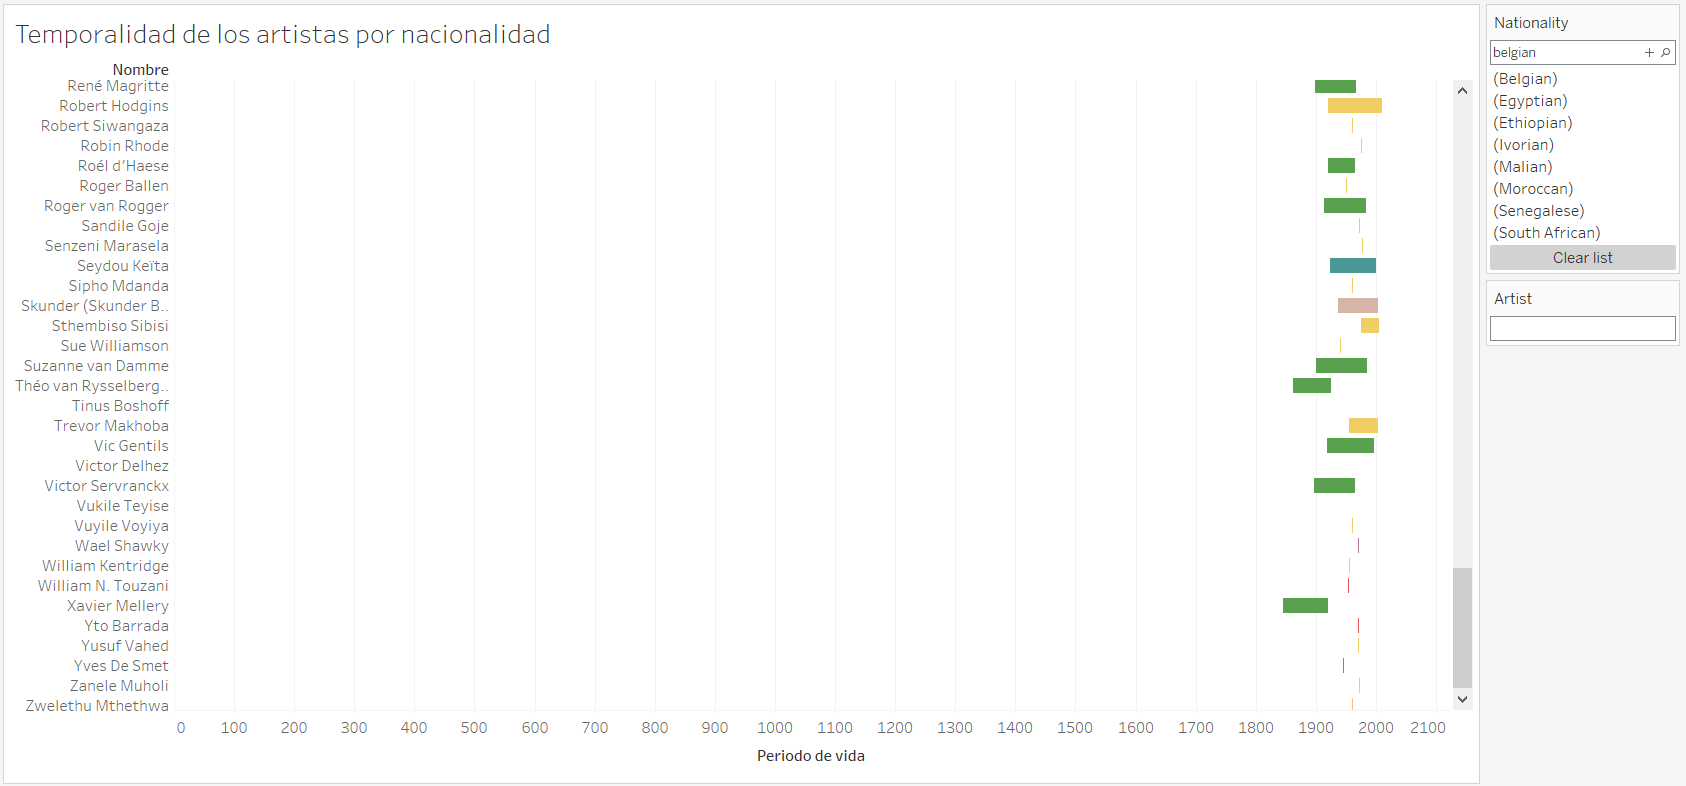 Temporalidad de los artistas por nacionalidad
Nombre
René Magritte
Robert Hodgins
Robert Siwangaza
Robin Rhode
Roél d'Haese
Roger Ballen
Roger van Rogger
Sandile Goje
Senzeni Marasela
Seydou Keïta
Sipho Mdanda
Skunder (Skunder B..
Sthembiso Sibisi
Sue Williamson
Suzanne van Damme
Théo van Rysselberg..
Tinus Boshoff
Trevor Makhoba
Vic Gentils
Victor Delhez
Victor Servranckx
Vukile Teyise
Vuyile Voyiya
Wael Shawky
William Kentridge
William N. Touzani
Xavier Mellery
Yto Barrada
Yusuf Vahed
Yves De Smet
Zanele Muholi
Zwelethu Mthethwa
0 100 200 300 400 500 600 700 800 900 1000 1100 1200 1300 1400 1500 1600 1700 1800 1900 2000 2100
Periodo de vida
Nationality
belgian
(Belgian)
(Egyptian)
(Ethiopian)
(Ivorian)
(Malian)
(Moroccan)
(Senegalese)
(South African)
Clear list
Artist